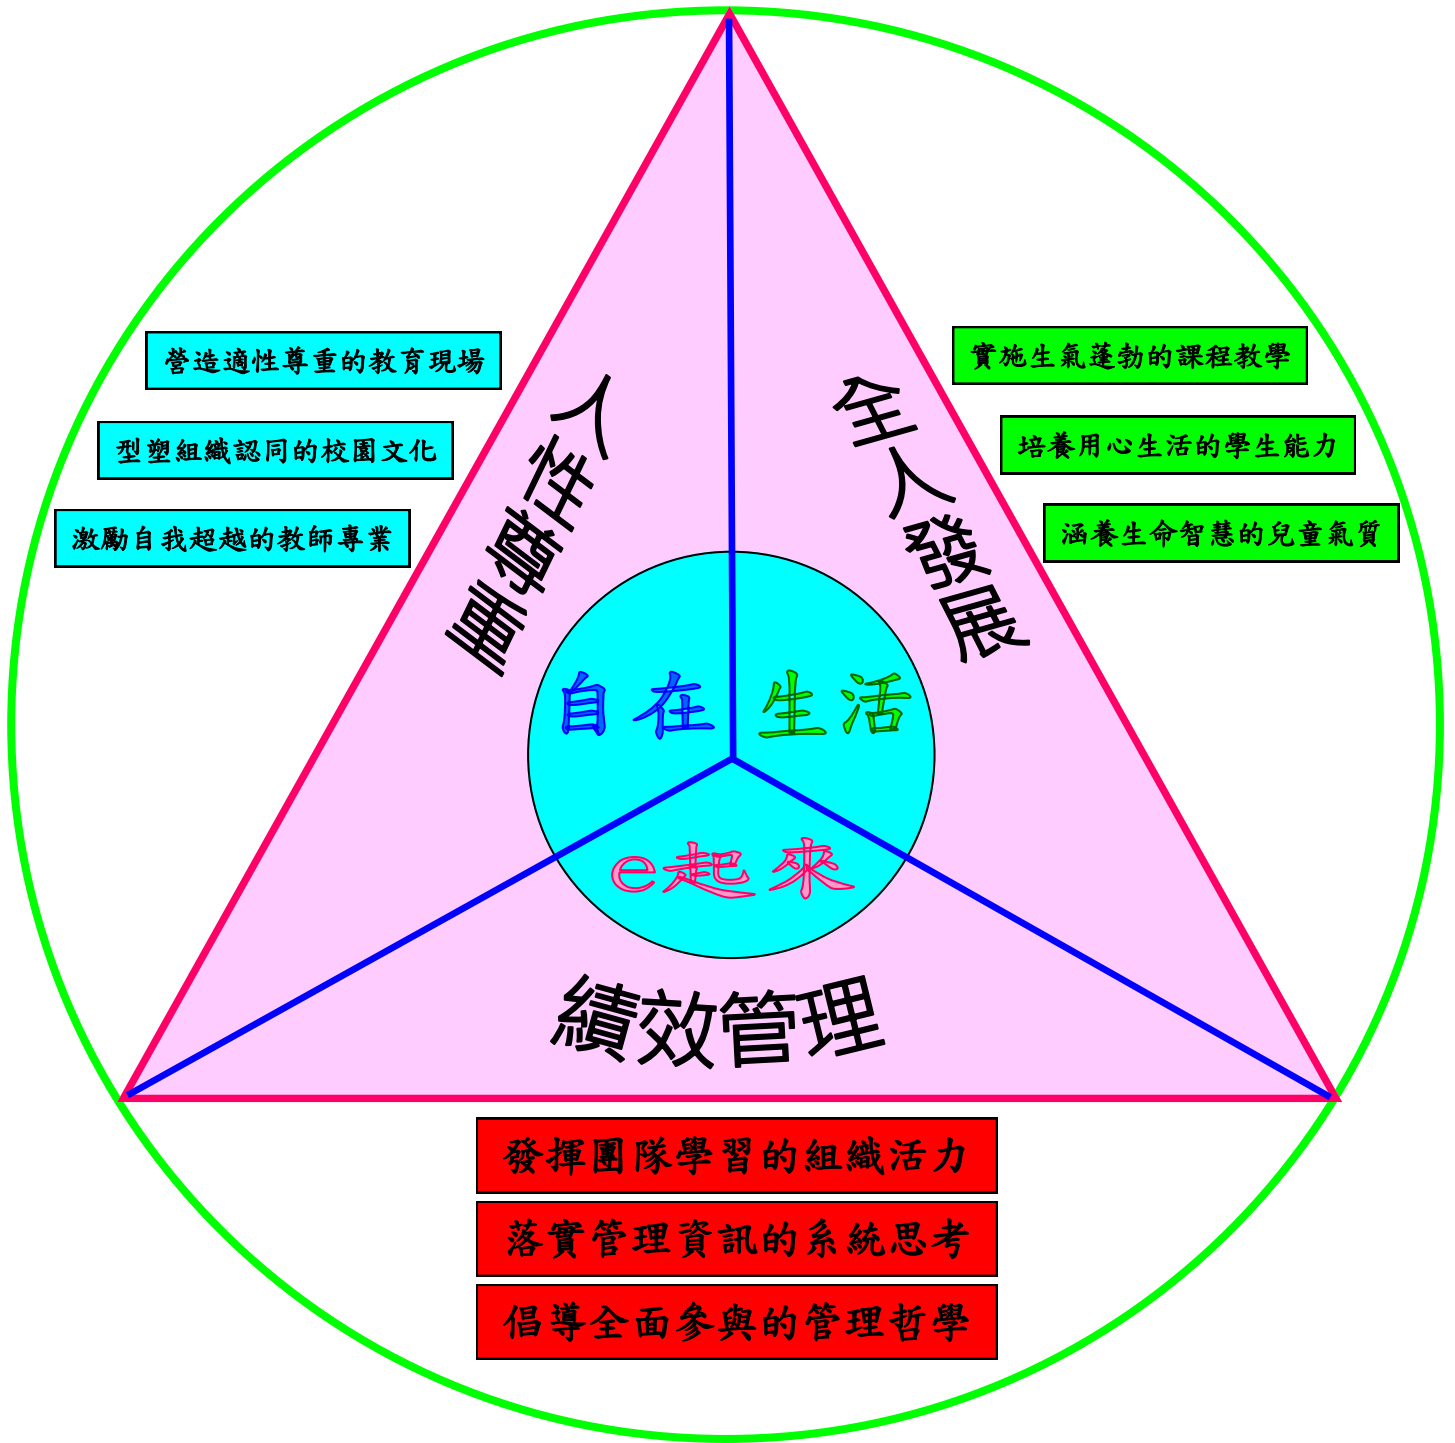 營造適性尊重的教育現場
型塑組織認同的校園文化
激勵自我超越的教師專業
人性尊重
全人發展
實施生氣蓬勃的課程教學
培養用心生活的學生能力
涵養生命智慧的兒童氣質
自在
生活
e起來
績效管理
發揮團隊學習的組織活力
落實管理資訊的系統思考
倡導全面參與的管理哲學